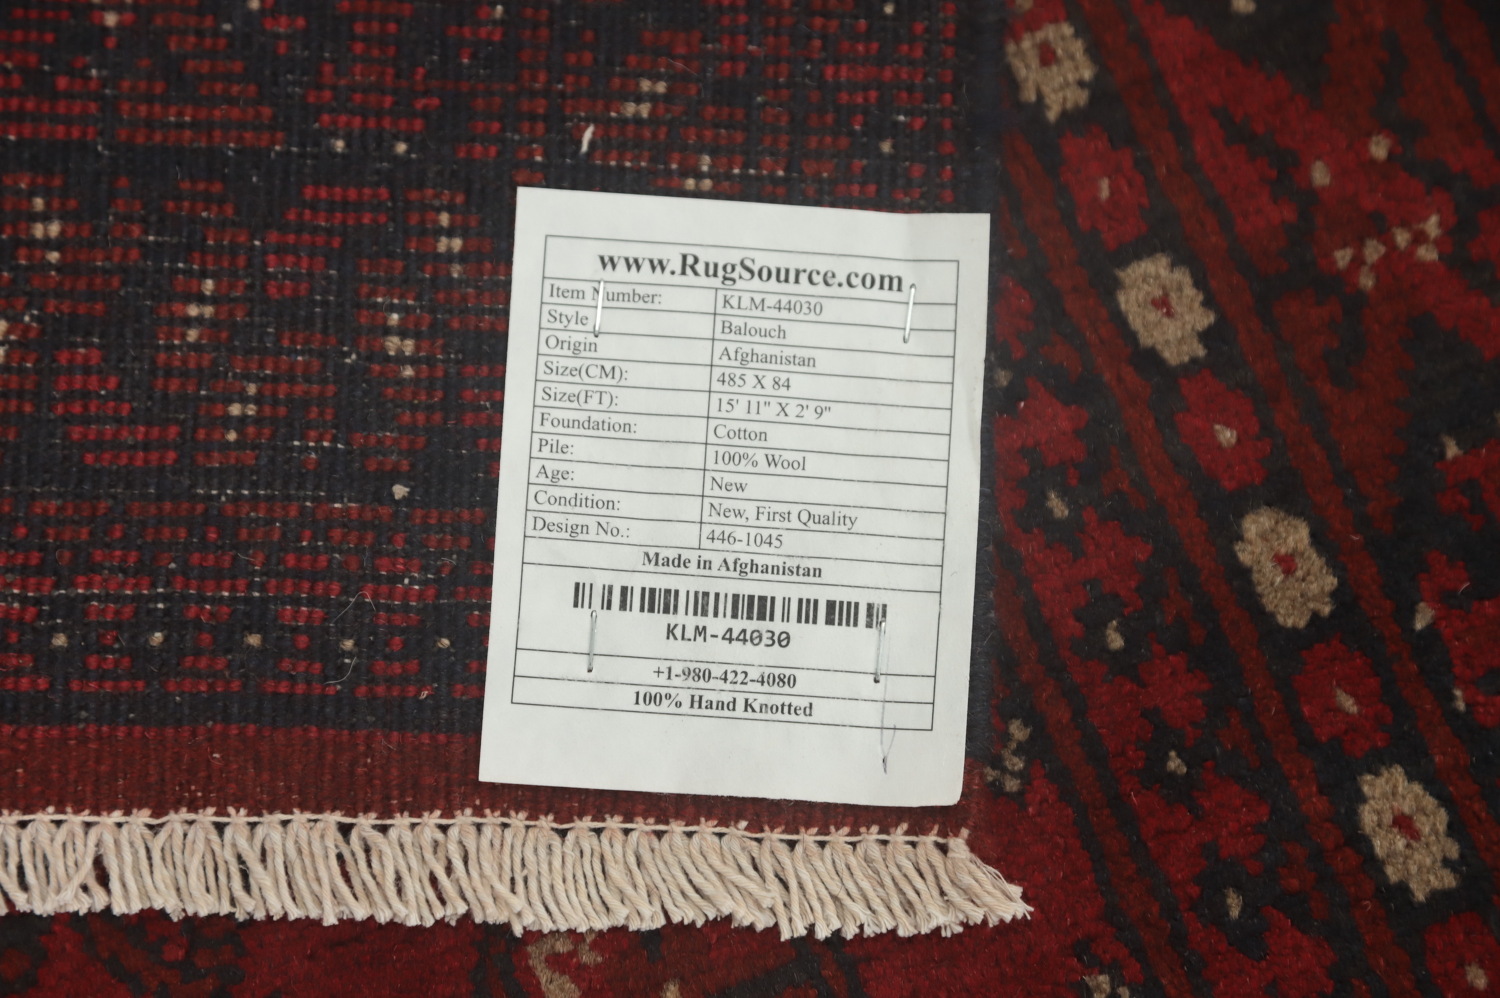 www.RugSource.com
Item Number: KLM-44030
Style Balouch
Origin Afghanistan
Size(CM): 485 X 84
Size(FT): 15' 11" X 2' 9"
Foundation: Cotton
Pile: 100% Wool
Age: New
Condition: New, First Quality
Design No.: 446-1045
Made in Afghanistan
KLM-44030
+1-980-422-4080
100% Hand Knotted